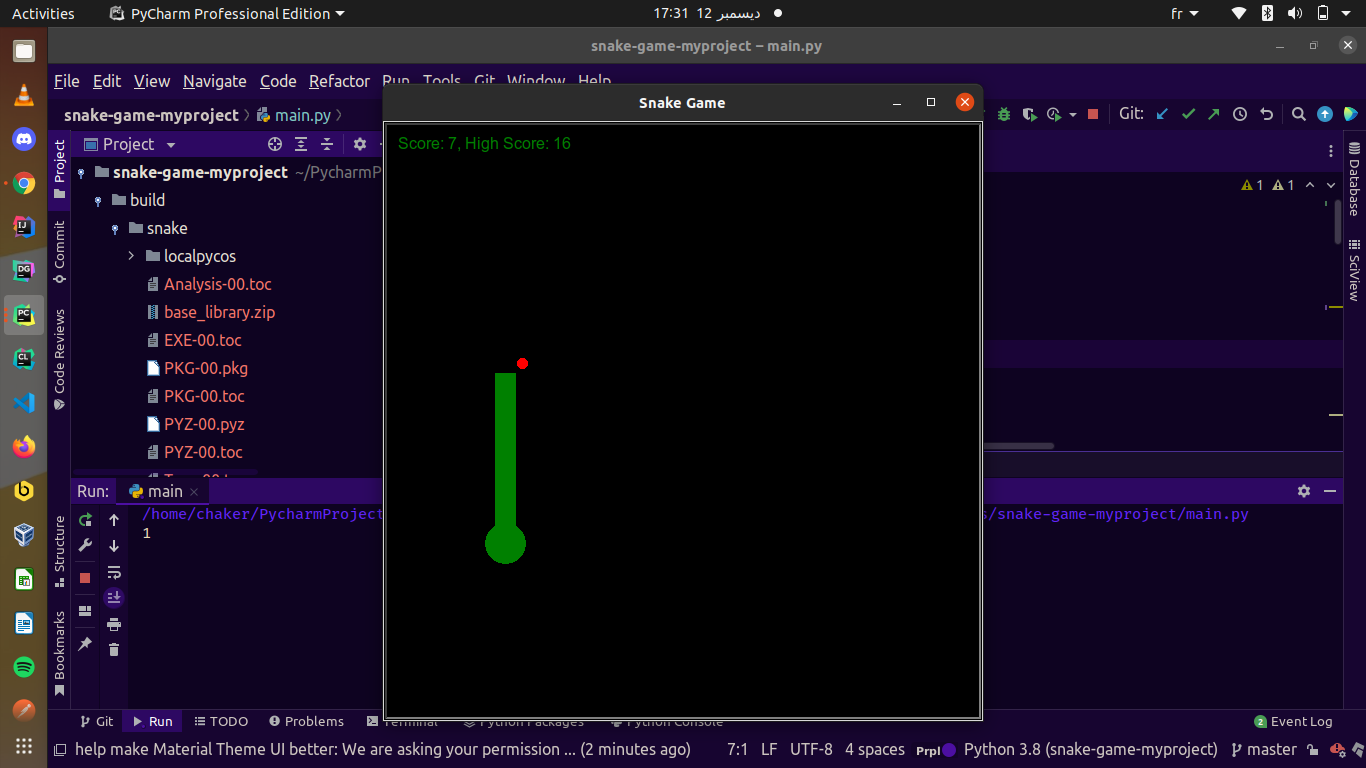 Activities
PyCharm Professional Edition
17:31 12 ديسمبر
fr
snake-game-myproject – main.py
File Edit View Navigate Code Refactor Run Tools Git Window Help
Snake Game
snake-game-myproject
main.py
Git:
Project
Project
Score: 7, High Score: 16
snake-game-myproject ~/PycharmP
1 1
build
snake
localpycos
Analysis-00.toc
base_library.zip
EXE-00.toc
PKG-00.pkg
PKG-00.toc
PYZ-00.pyz
PYZ-00.toc
Commit
Code Reviews
Structure
Bookmarks
Database
SciView
Run:
main
/home/chaker/PycharmProject
s/snake-game-myproject/main.py
1
Git
Run
TODO
Problems
Terminal
Python Packages
Python Console
2 Event Log
help make Material Theme UI better: We are asking your permission ... (2 minutes ago)
7:1 LF UTF-8 4 spaces Prpl Python 3.8 (snake-game-myproject) master